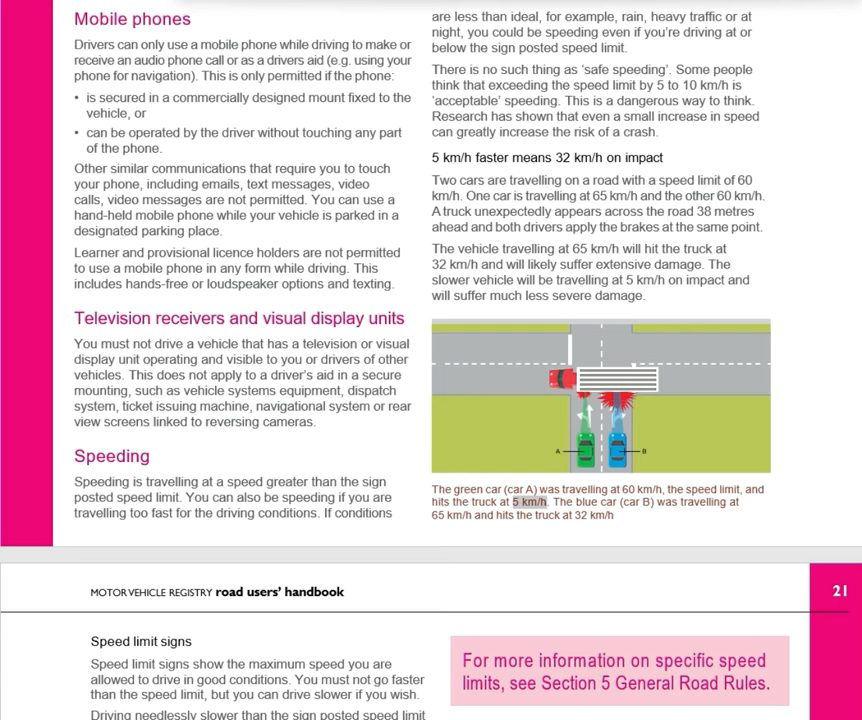 Mobile phones
Drivers can only use a mobile phone while driving to make or
receive an audio phone call or as a drivers aid (e.g. using your
phone for navigation). This is only permitted if the phone:
• is secured in a commercially designed mount fixed to the
vehicle, or
• can be operated by the driver without touching any part
of the phone.
Other similar communications that require you to touch
your phone, including emails, text messages, video
calls, video messages are not permitted. You can use a
hand-held mobile phone while your vehicle is parked in a
designated parking place.
Learner and provisional licence holders are not permitted
to use a mobile phone in any form while driving. This
includes hands-free or loudspeaker options and texting.
Television receivers and visual display units
You must not drive a vehicle that has a television or visual
display unit operating and visible to you or drivers of other
vehicles. This does not apply to a driver's aid in a secure
mounting, such as vehicle systems equipment, dispatch
system, ticket issuing machine, navigational system or rear
view screens linked to reversing cameras.
Speeding
Speeding is travelling at a speed greater than the sign
posted speed limit. You can also be speeding if you are
travelling too fast for the driving conditions. If conditions
are less than ideal, for example, rain, heavy traffic or at
night, you could be speeding even if you're driving at or
below the sign posted speed limit.
There is no such thing as 'safe speeding'. Some people
think that exceeding the speed limit by 5 to 10 km/h is
'acceptable' speeding. This is a dangerous way to think.
Research has shown that even a small increase in speed
can greatly increase the risk of a crash.
5 km/h faster means 32 km/h on impact
Two cars are travelling on a road with a speed limit of 60
km/h. One car is travelling at 65 km/h and the other 60 km/h.
A truck unexpectedly appears across the road 38 metres
ahead and both drivers apply the brakes at the same point.
The vehicle travelling at 65 km/h will hit the truck at
32 km/h and will likely suffer extensive damage. The
slower vehicle will be travelling at 5 km/h on impact and
will suffer much less severe damage.
A
B
The green car (car A) was travelling at 60 km/h, the speed limit, and
hits the truck at 5 km/h. The blue car (car B) was travelling at
65 km/h and hits the truck at 32 km/h
MOTOR VEHICLE REGISTRY road users' handbook
21
Speed limit signs
Speed limit signs show the maximum speed you are
allowed to drive in good conditions. You must not go faster
than the speed limit, but you can drive slower if you wish.
Driving needlessly slower than the sign posted speed limit
For more information on specific speed
limits, see Section 5 General Road Rules.